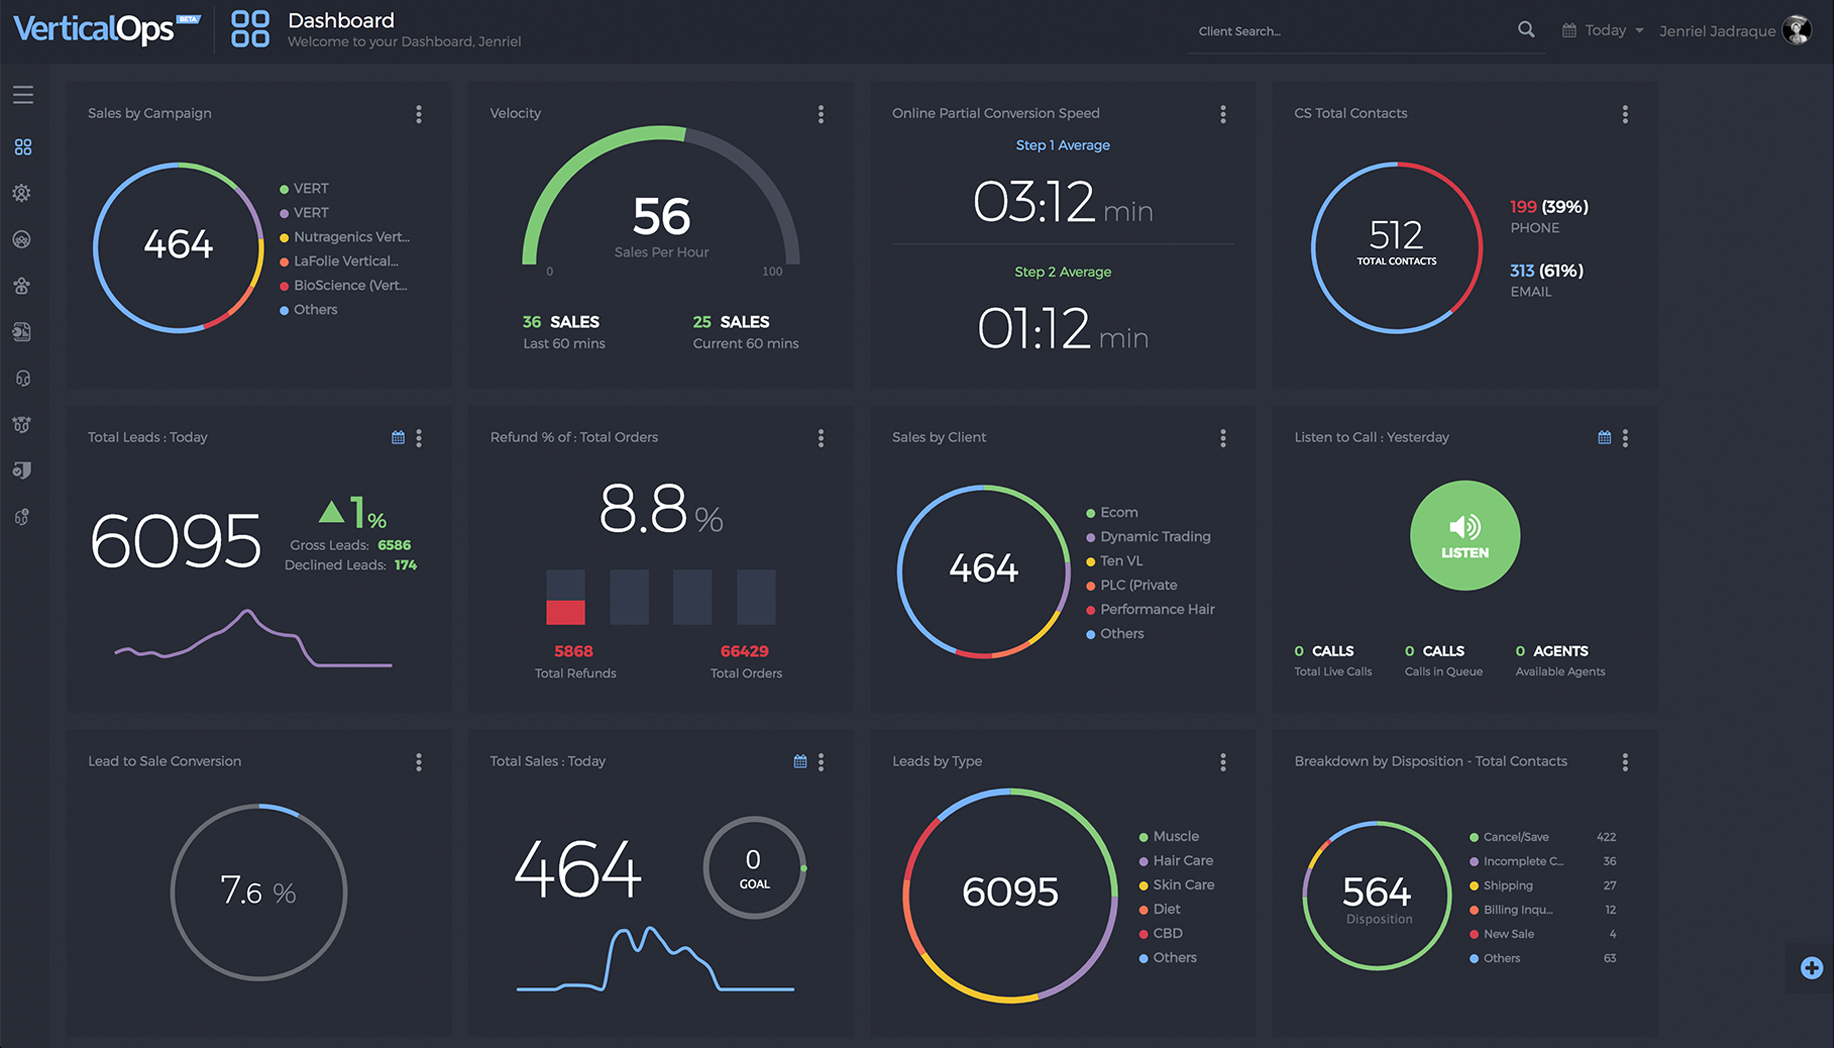 VerticalOps BETA
Dashboard
Welcome to your Dashboard, Jenriel
Client Search...
Today
Jenriel Jadraque
Sales by Campaign
464
VERT
VERT
Nutragenics Vert...
LaFolie Vertical...
BioScience (Vert...
Others
Velocity
56
Sales Per Hour
0
100
36 SALES
Last 60 mins
25 SALES
Current 60 mins
Online Partial Conversion Speed
Step 1 Average
03:12 min
Step 2 Average
01:12 min
CS Total Contacts
512
TOTAL CONTACTS
199 (39%)
PHONE
313 (61%)
EMAIL
Total Leads : Today
6095
1%
Gross Leads: 6586
Declined Leads: 174
Refund % of : Total Orders
8.8 %
5868
Total Refunds
66429
Total Orders
Sales by Client
464
Ecom
Dynamic Trading
Ten VL
PLC (Private
Performance Hair
Others
Listen to Call : Yesterday
LISTEN
0 CALLS
Total Live Calls
0 CALLS
Calls in Queue
0 AGENTS
Available Agents
Lead to Sale Conversion
7.6 %
Total Sales : Today
464
0
GOAL
Leads by Type
6095
Muscle
Hair Care
Skin Care
Diet
CBD
Others
Breakdown by Disposition - Total Contacts
564
Disposition
Cancel/Save 422
Incomplete C... 36
Shipping 27
Billing Inqu... 12
New Sale 4
Others 63